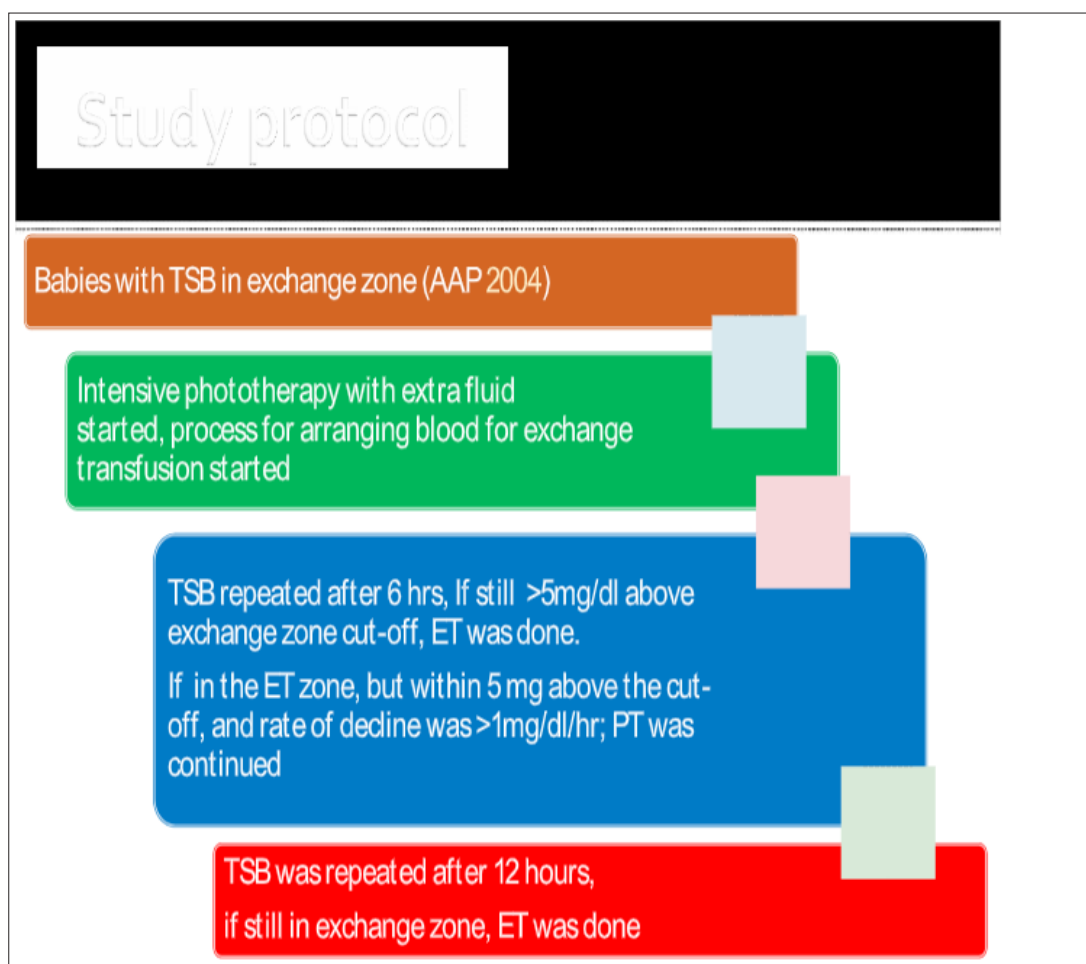 Study protocol
Babies with TSB in exchange zone (AAP 2004)
Intensive phototherapy with extra fluid
started, process for arranging blood for exchange
transfusion started
TSB repeated after 6 hrs, If still >5mg/dl above
exchange zone cut-off, ET was done.
If in the ET zone, but within 5 mg above the cut-
off, and rate of decline was >1mg/dl/hr; PT was
continued
TSB was repeated after 12 hours,
if still in exchange zone, ET was done